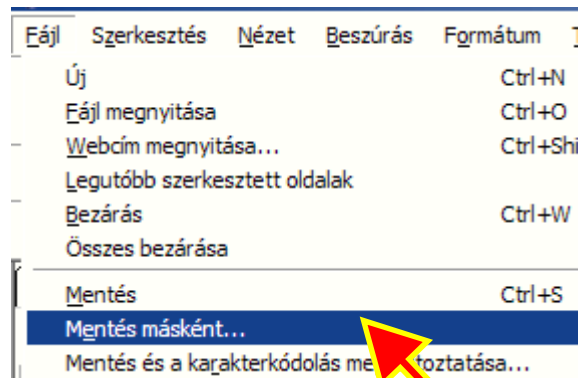 Fájl Szerkesztés Nézet Beszúrás Formátum
Új Ctrl+N
Fájl megnyitása Ctrl+O
Webcím megnyitása... Ctrl+Shi
Legutóbb szerkesztett oldalak
Bezárás Ctrl+W
Összes bezárása
Mentés Ctrl+S
Mentés másként...
Mentés és a karakterkódolás